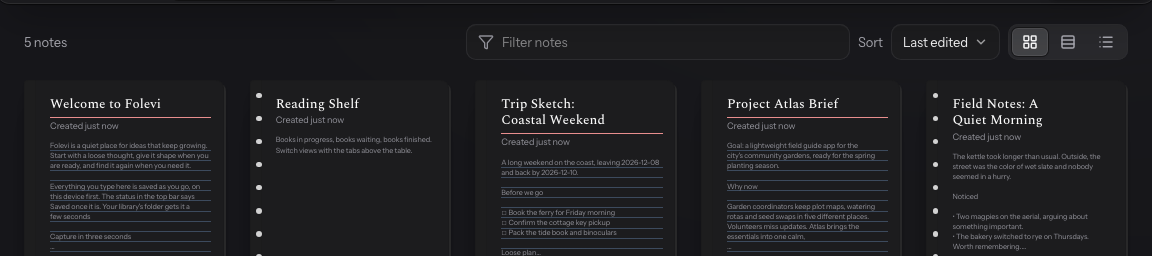 5 notes
Filter notes
Sort
Last edited
Welcome to Folevi
Created just now
Folevi is a quiet place for ideas that keep growing.
Start with a loose thought, give it shape when you
are ready, and find it again when you need it.
Everything you type here is saved as you go, on
this device first. The status in the top bar says
Saved once it is. Your library's folder gets it a
few seconds
Capture in three seconds
...
Reading Shelf
Created just now
Books in progress, books waiting, books finished.
Switch views with the tabs above the table.
Trip Sketch:
Coastal Weekend
Created just now
A long weekend on the coast, leaving 2026-12-08
and back by 2026-12-10.
Before we go
□ Book the ferry for Friday morning
□ Confirm the cottage key pickup
□ Pack the tide book and binoculars
Loose plan...
Project Atlas Brief
Created just now
Goal: a lightweight field guide app for the
city's community gardens, ready for the spring
planting season.
Why now
Garden coordinators keep plot maps, watering
rotas and seed swaps in five different places.
Volunteers miss updates. Atlas brings the
essentials into one calm,
...
Field Notes: A
Quiet Morning
Created just now
The kettle took longer than usual. Outside, the
street was the color of wet slate and nobody
seemed in a hurry.
Noticed
• Two magpies on the aerial, arguing about
something important.
• The bakery switched to rye on Thursdays.
Worth remembering....